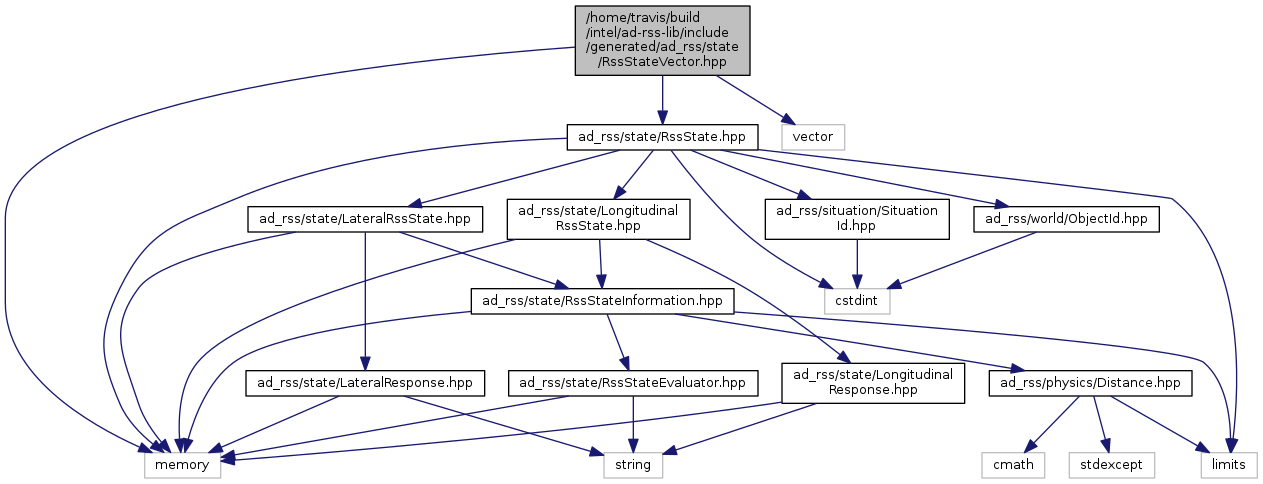 /home/travis/build
/intel/ad-rss-lib/include
/generated/ad_rss/state
/RssStateVector.hpp
ad_rss/state/RssState.hpp
vector
ad_rss/state/LateralRssState.hpp
ad_rss/state/Longitudinal
RssState.hpp
ad_rss/situation/Situation
Id.hpp
ad_rss/world/ObjectId.hpp
ad_rss/state/RssStateInformation.hpp
cstdint
ad_rss/state/LateralResponse.hpp
ad_rss/state/RssStateEvaluator.hpp
ad_rss/state/Longitudinal
Response.hpp
ad_rss/physics/Distance.hpp
memory
string
cmath
stdexcept
limits